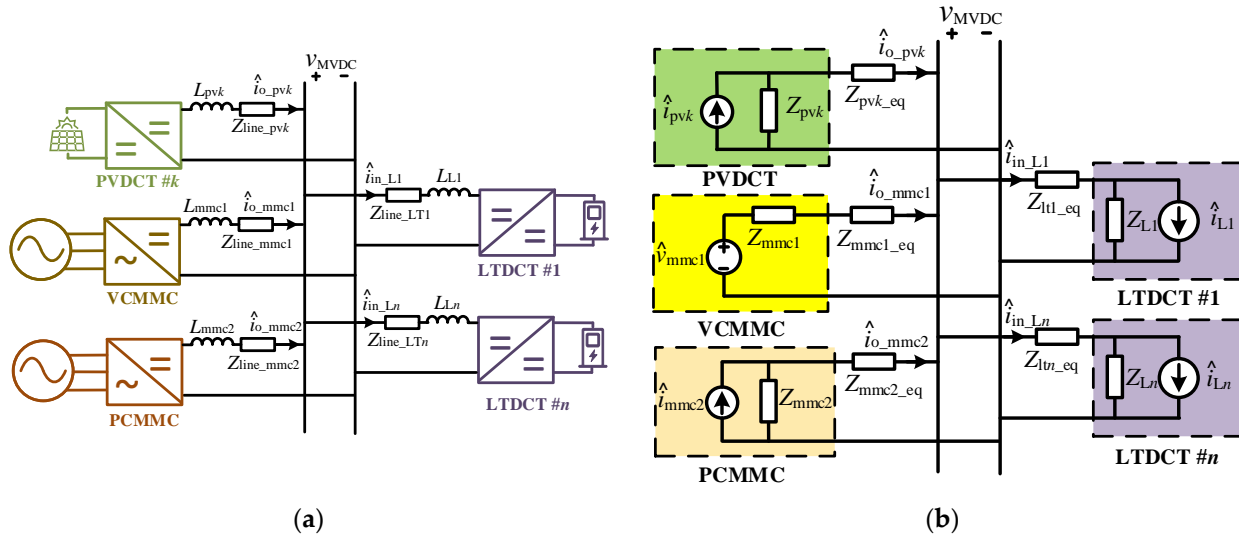 v_MVDC
+ −
L_pvk î_o_pvk
Z_line_pvk
PVDCT #k
î_in_L1 L_L1
Z_line_LT1
LTDCT #1
L_mmc1 î_o_mmc1
Z_line_mmc1
VCMMC
î_in_Ln L_Ln
Z_line_LTn
LTDCT #n
L_mmc2 î_o_mmc2
Z_line_mmc2
PCMMC
(a)
v_MVDC
+ −
î_o_pvk
î_pvk Z_pvk Z_pvk_eq
PVDCT
î_in_L1
Z_lt1_eq Z_L1 î_L1
LTDCT #1
î_o_mmc1
v̂_mmc1 + − Z_mmc1 Z_mmc1_eq
VCMMC
î_in_Ln
Z_ltn_eq Z_Ln î_Ln
LTDCT #n
î_o_mmc2
î_mmc2 Z_mmc2 Z_mmc2_eq
PCMMC
(b)